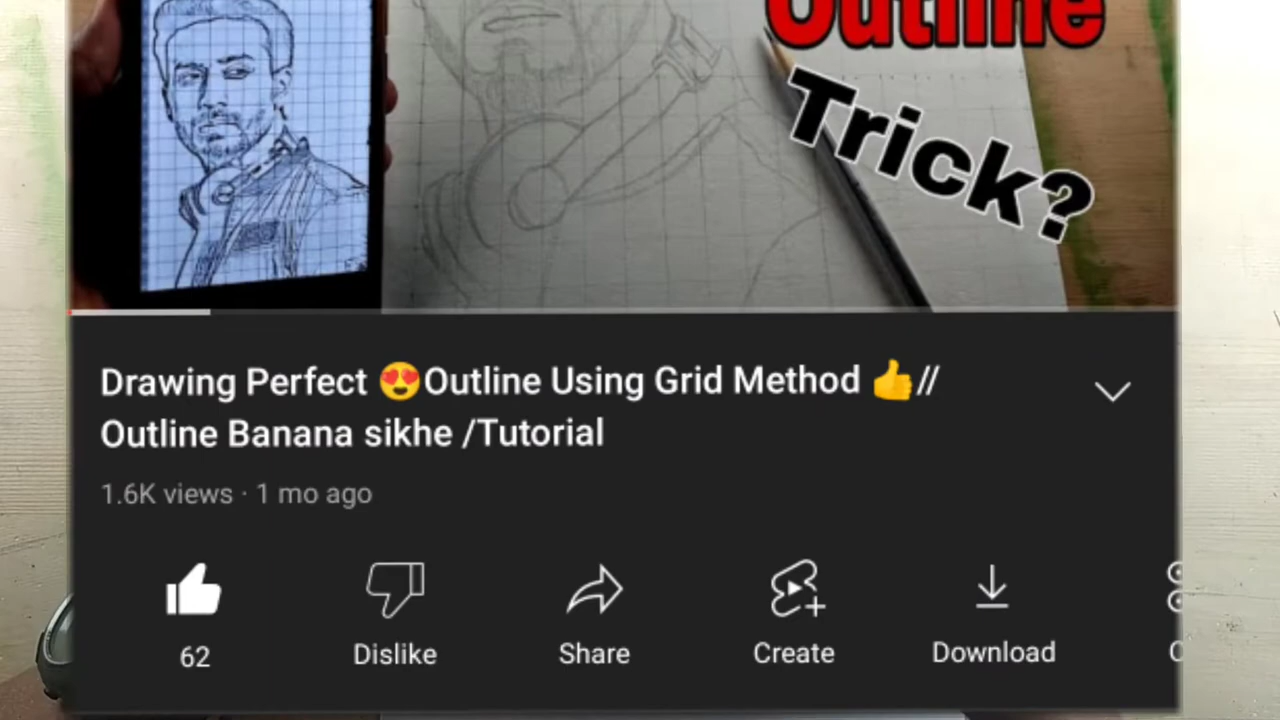 Outline
Trick?
Drawing Perfect 😍Outline Using Grid Method 👍//
Outline Banana sikhe /Tutorial
1.6K views · 1 mo ago
62
Dislike
Share
Create
Download